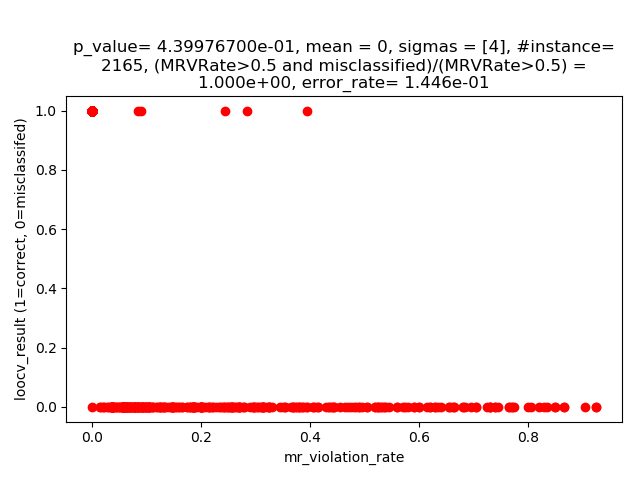 p_value= 4.39976700e-01, mean = 0, sigmas = [4], #instance=
2165, (MRVRate>0.5 and misclassified)/(MRVRate>0.5) =
1.000e+00, error_rate= 1.446e-01
1.0
0.8
0.6
0.4
0.2
0.0
loocv_result (1=correct, 0=misclassifed)
0.0 0.2 0.4 0.6 0.8
mr_violation_rate